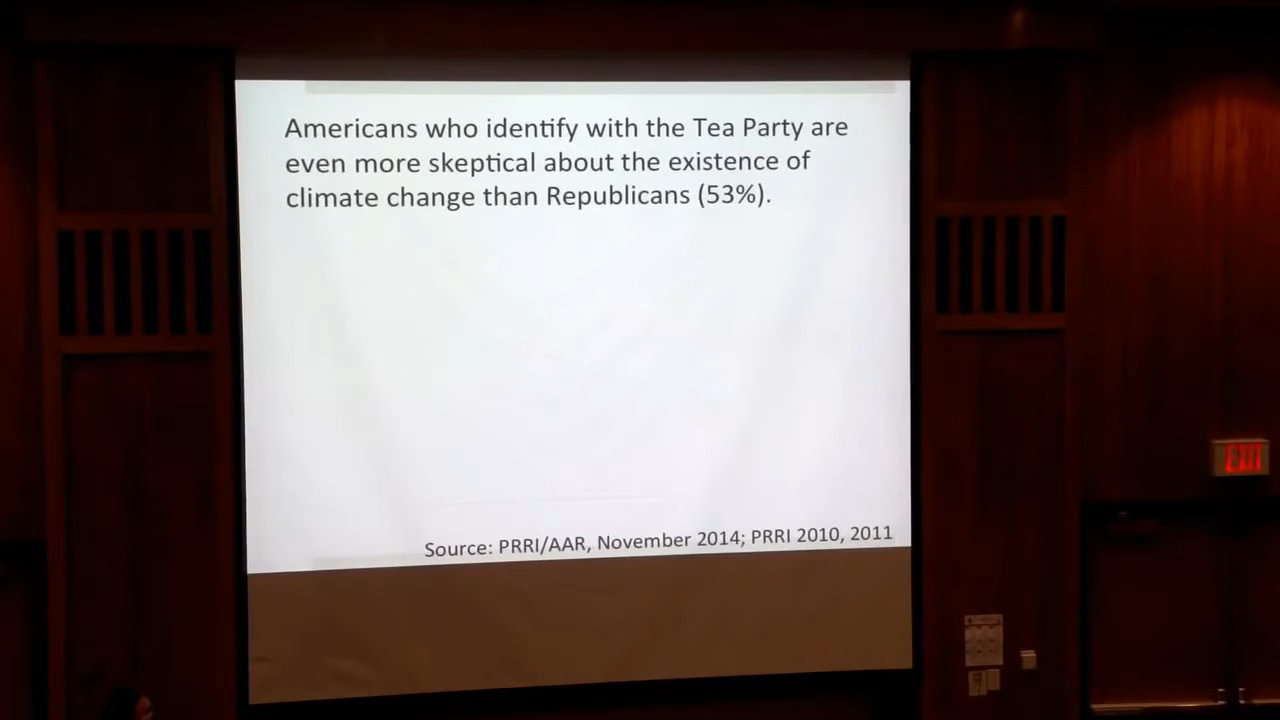 Americans who identify with the Tea Party are
even more skeptical about the existence of
climate change than Republicans (53%).
Source: PRRI/AAR, November 2014; PRRI 2010, 2011
EXIT